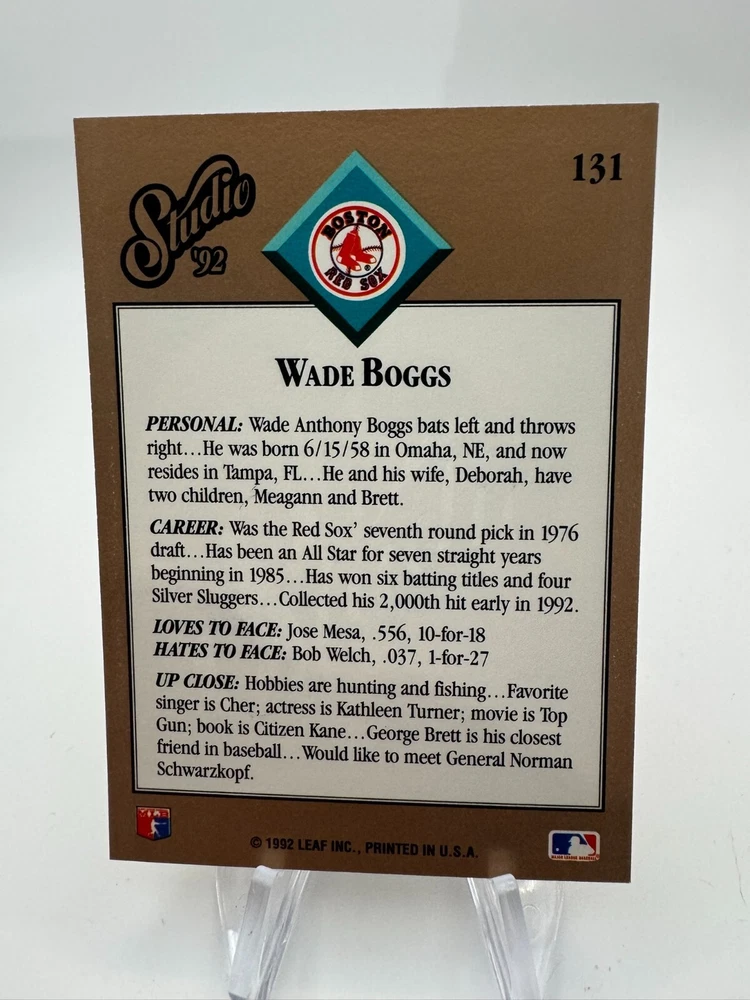 Studio '92
131
BOSTON
RED SOX
WADE BOGGS
PERSONAL: Wade Anthony Boggs bats left and throws
right...He was born 6/15/58 in Omaha, NE, and now
resides in Tampa, FL...He and his wife, Deborah, have
two children, Meagann and Brett.
CAREER: Was the Red Sox' seventh round pick in 1976
draft...Has been an All Star for seven straight years
beginning in 1985...Has won six batting titles and four
Silver Sluggers...Collected his 2,000th hit early in 1992.
LOVES TO FACE: Jose Mesa, .556, 10-for-18
HATES TO FACE: Bob Welch, .037, 1-for-27
UP CLOSE: Hobbies are hunting and fishing...Favorite
singer is Cher; actress is Kathleen Turner; movie is Top
Gun; book is Citizen Kane...George Brett is his closest
friend in baseball...Would like to meet General Norman
Schwarzkopf.
© 1992 LEAF INC., PRINTED IN U.S.A.
MAJOR LEAGUE BASEBALL